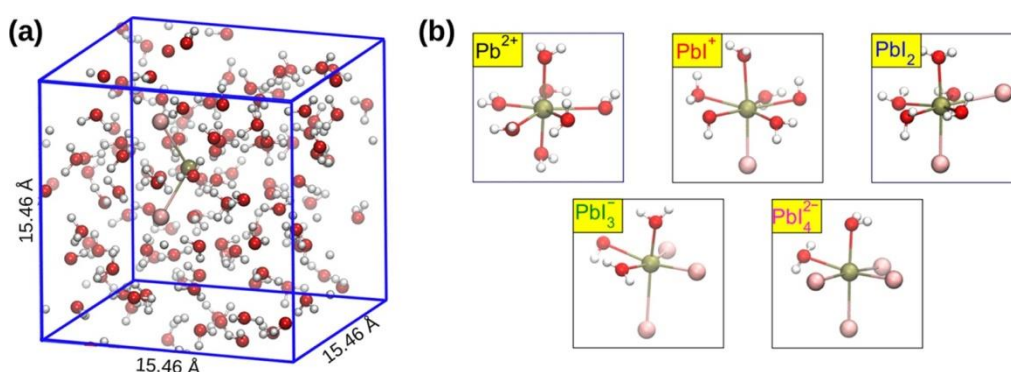 (a)
15.46 Å
15.46 Å
15.46 Å
(b)
Pb²⁺
PbI⁺
PbI₂
PbI₃⁻
PbI₄²⁻